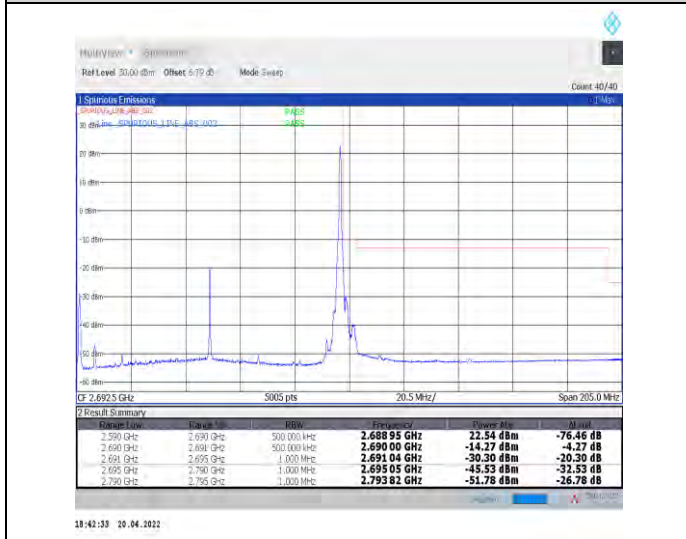 MultiView
Ref Level 30.00 dBm Offset 6.79 dB Mode Sweep
Count 40/40
1 Spurious Emissions
_SPURIOUS_LINE_ABS_002 PASS
30 dBm Line _SPURIOUS_LINE_ABS_002 PASS
20 dBm
10 dBm
0 dBm
-10 dBm
-20 dBm
-30 dBm
-40 dBm
-50 dBm
-60 dBm
CF 2.6925 GHz 5005 pts 20.5 MHz/ Span 205.0 MHz
2 Result Summary
Range Low Range Up RBW Frequency Power Abs ΔLimit
2.590 GHz 2.690 GHz 500.000 kHz 2.688 95 GHz 22.54 dBm -76.46 dB
2.690 GHz 2.691 GHz 500.000 kHz 2.690 00 GHz -14.27 dBm -4.27 dB
2.691 GHz 2.695 GHz 1.000 MHz 2.691 04 GHz -30.30 dBm -20.30 dB
2.695 GHz 2.790 GHz 1.000 MHz 2.695 05 GHz -45.53 dBm -32.53 dB
2.790 GHz 2.795 GHz 1.000 MHz 2.793 82 GHz -51.78 dBm -26.78 dB
18:42:33 20.04.2022